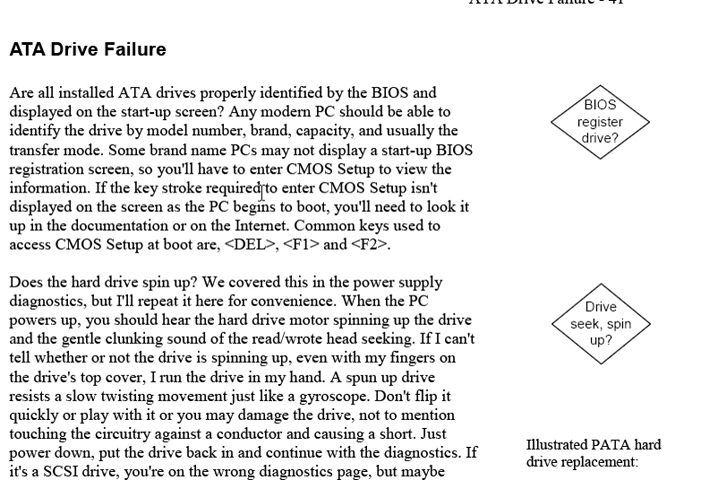 ATA Drive Failure - 41
ATA Drive Failure
Are all installed ATA drives properly identified by the BIOS and
displayed on the start-up screen? Any modern PC should be able to
identify the drive by model number, brand, capacity, and usually the
transfer mode. Some brand name PCs may not display a start-up BIOS
registration screen, so you'll have to enter CMOS Setup to view the
information. If the key stroke required to enter CMOS Setup isn't
displayed on the screen as the PC begins to boot, you'll need to look it
up in the documentation or on the Internet. Common keys used to
access CMOS Setup at boot are, <DEL>, <F1> and <F2>.
BIOS
register
drive?
Does the hard drive spin up? We covered this in the power supply
diagnostics, but I'll repeat it here for convenience. When the PC
powers up, you should hear the hard drive motor spinning up the drive
and the gentle clunking sound of the read/wrote head seeking. If I can't
tell whether or not the drive is spinning up, even with my fingers on
the drive's top cover, I run the drive in my hand. A spun up drive
resists a slow twisting movement just like a gyroscope. Don't flip it
quickly or play with it or you may damage the drive, not to mention
touching the circuitry against a conductor and causing a short. Just
power down, put the drive back in and continue with the diagnostics. If
it's a SCSI drive, you're on the wrong diagnostics page, but maybe
Drive
seek, spin
up?
Illustrated PATA hard
drive replacement: